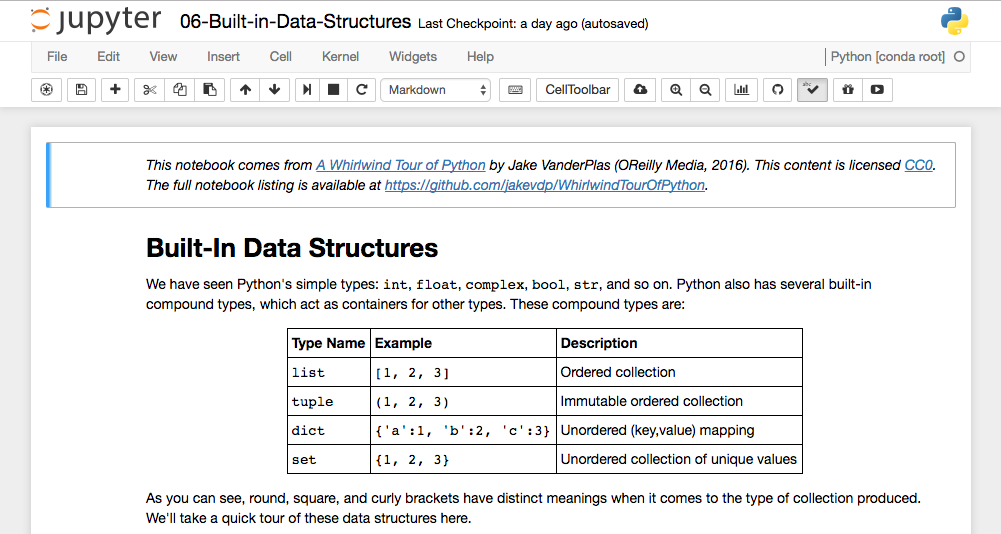 jupyter 06-Built-in-Data-Structures Last Checkpoint: a day ago (autosaved)
File Edit View Insert Cell Kernel Widgets Help Python [conda root]
Markdown CellToolbar
This notebook comes from A Whirlwind Tour of Python by Jake VanderPlas (OReilly Media, 2016). This content is licensed CC0.
The full notebook listing is available at https://github.com/jakevdp/WhirlwindTourOfPython.
Built-In Data Structures
We have seen Python's simple types: int, float, complex, bool, str, and so on. Python also has several built-in
compound types, which act as containers for other types. These compound types are:
Type Name Example Description
list [1, 2, 3] Ordered collection
tuple (1, 2, 3) Immutable ordered collection
dict {'a':1, 'b':2, 'c':3} Unordered (key,value) mapping
set {1, 2, 3} Unordered collection of unique values
As you can see, round, square, and curly brackets have distinct meanings when it comes to the type of collection produced.
We'll take a quick tour of these data structures here.